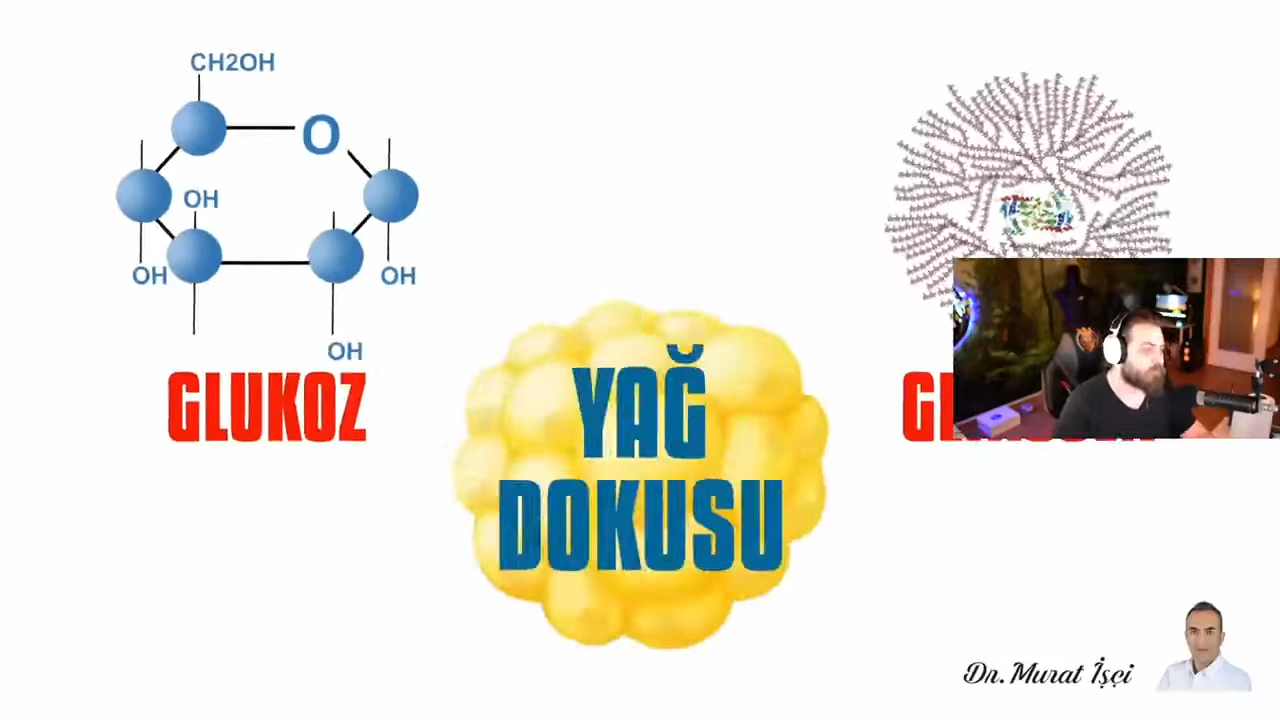 CH2OH
O
OH
OH
OH
OH
GLUKOZ
YAĞ
DOKUSU
Dr. Murat İşçi